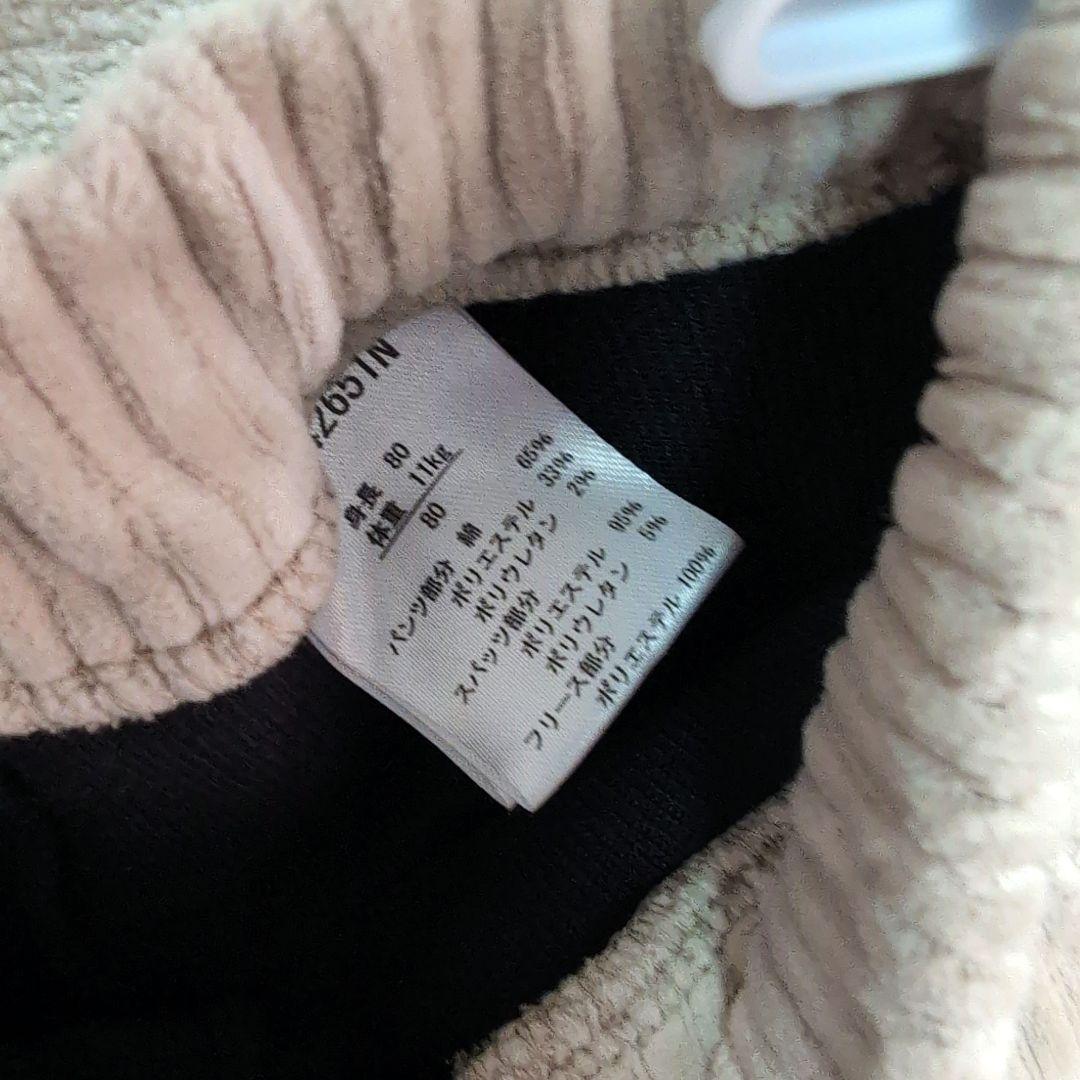 2651N
身長 80
体重 11kg
80
パンツ部分
綿 65%
ポリエステル 33%
ポリウレタン 2%
スパッツ部分
ポリエステル 95%
ポリウレタン 5%
フリース部分
ポリエステル 100%